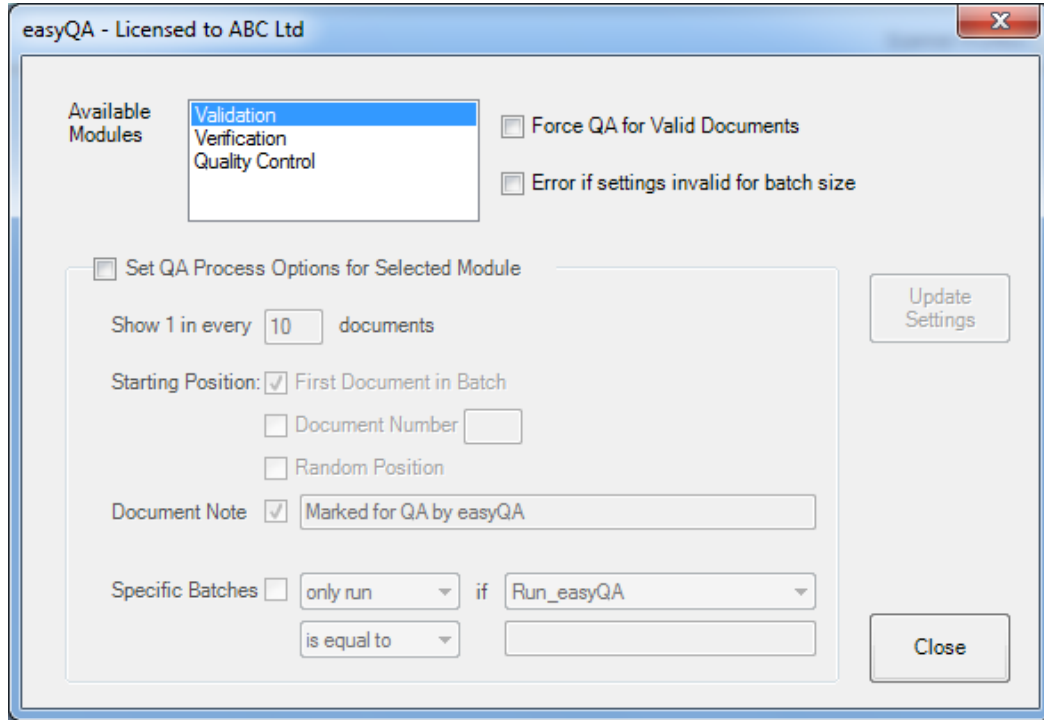 easyQA - Licensed to ABC Ltd
Available
Modules
Validation
Verification
Quality Control
Force QA for Valid Documents
Error if settings invalid for batch size
Set QA Process Options for Selected Module
Show 1 in every 10 documents
Starting Position: First Document in Batch
Document Number
Random Position
Document Note Marked for QA by easyQA
Specific Batches only run if Run_easyQA
is equal to
Update
Settings
Close